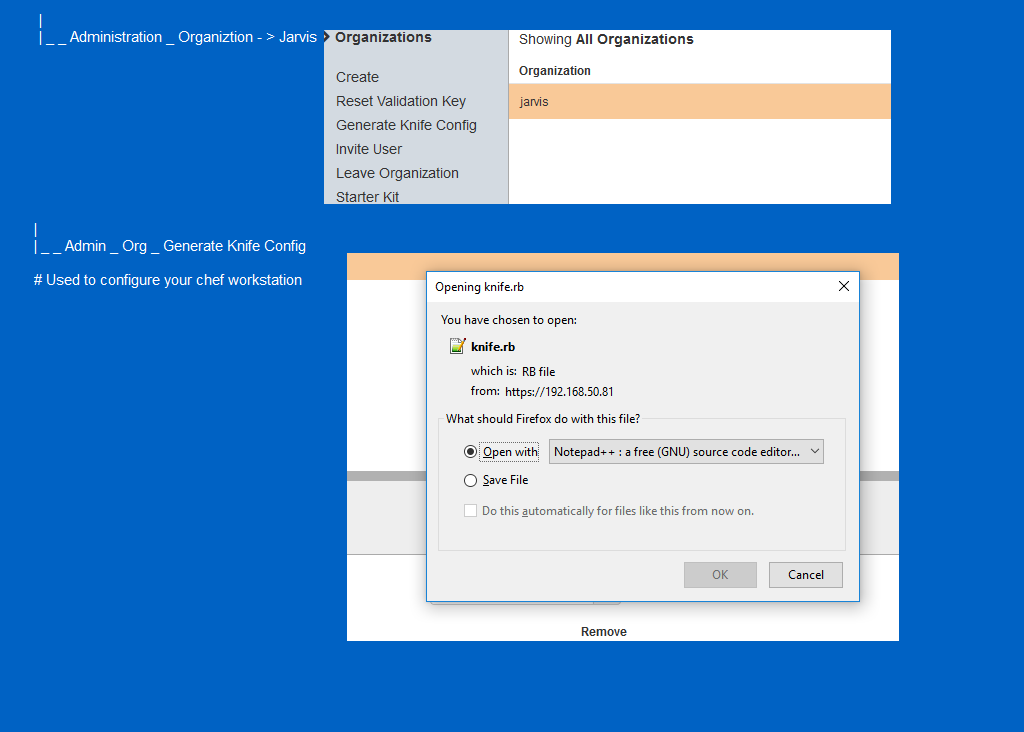 |
|_ _ Administration _ Organiztion - > Jarvis
Organizations
Create
Reset Validation Key
Generate Knife Config
Invite User
Leave Organization
Starter Kit
Showing All Organizations
Organization
jarvis
|
|_ _ Admin _ Org _ Generate Knife Config
# Used to configure your chef workstation
Opening knife.rb
You have chosen to open:
knife.rb
which is: RB file
from: https://192.168.50.81
What should Firefox do with this file?
Open with Notepad++ : a free (GNU) source code editor...
Save File
Do this automatically for files like this from now on.
OK Cancel
Remove